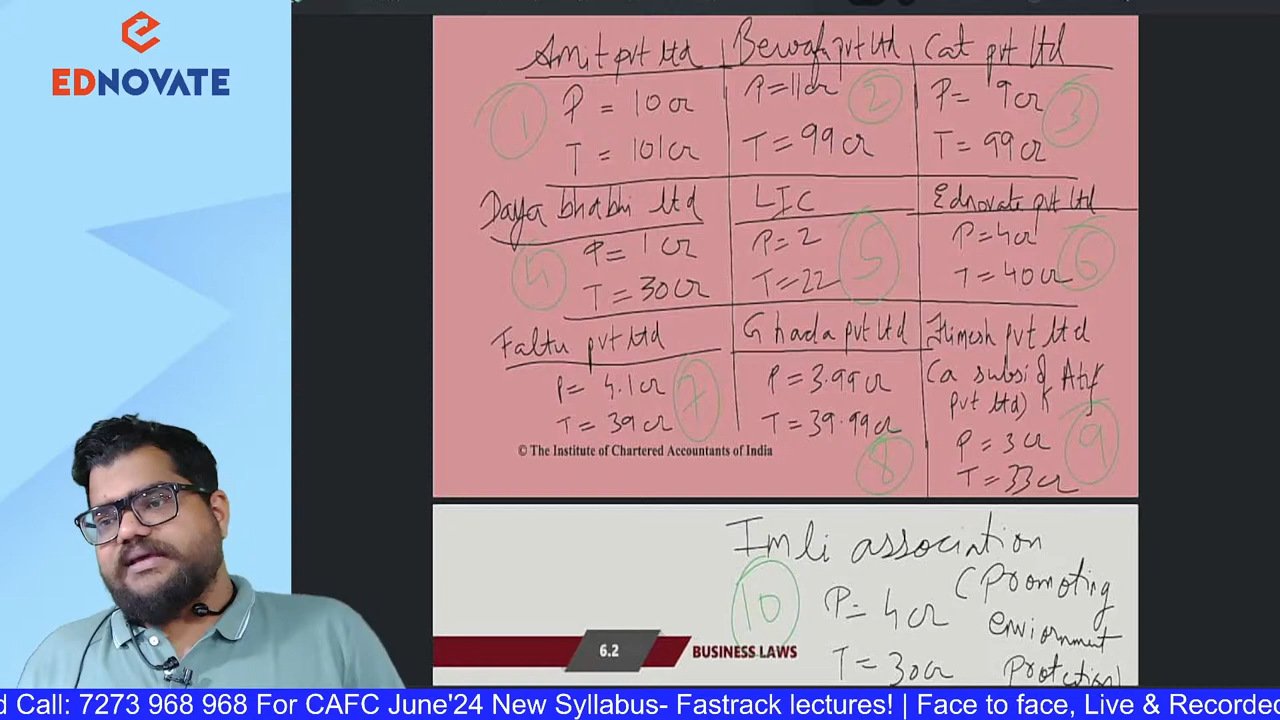 EDNOVATE
Amit pvt ltd
P = 10 cr
T = 101 cr
1
Bewafa pvt ltd
P = 11 cr
T = 99 cr
2
Cat pvt ltd
P = 9 cr
T = 99 cr
3
Daya bhabhi ltd
P = 1 cr
T = 30 cr
4
LIC
P = 2
T = 22
5
Ednovate pvt ltd
P = 4 cr
T = 40 cr
6
Faltu pvt ltd
P = 4.1 cr
T = 39 cr
7
Ghada pvt ltd
P = 3.99 cr
T = 39.99 cr
8
Himesh pvt ltd
(a subsi of Atif
pvt ltd)
P = 3 cr
T = 33 cr
9
© The Institute of Chartered Accountants of India
Imli association
(Promoting
enviornment
protection)
P = 4 cr
T = 30 cr
10
6.2 BUSINESS LAWS
d Call: 7273 968 968 For CAFC June'24 New Syllabus- Fastrack lectures! | Face to face, Live & Recorded